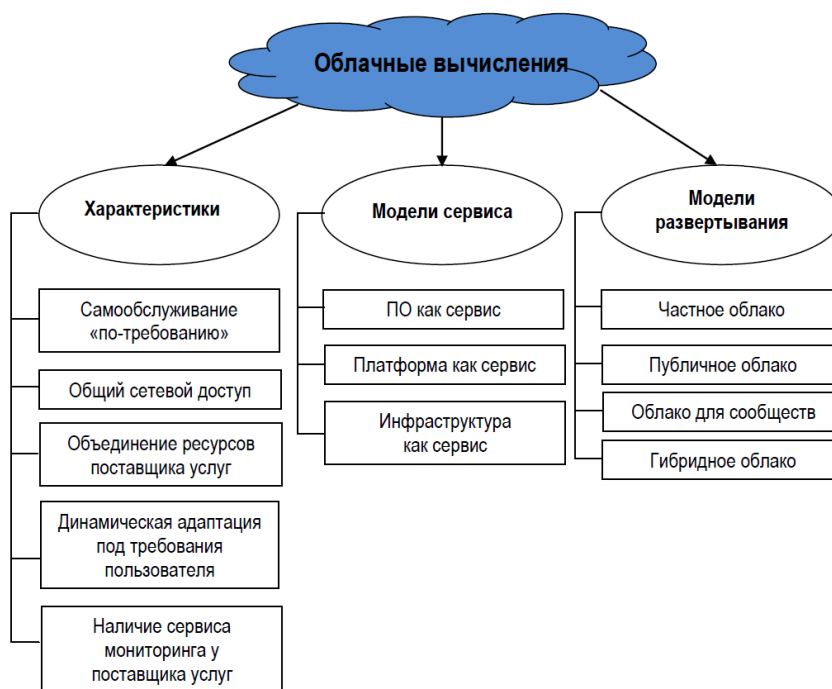 Облачные вычисления
Характеристики
Самообслуживание
«по-требованию»
Общий сетевой доступ
Объединение ресурсов
поставщика услуг
Динамическая адаптация
под требования
пользователя
Наличие сервиса
мониторинга у
поставщика услуг
Модели сервиса
ПО как сервис
Платформа как сервис
Инфраструктура
как сервис
Модели
развертывания
Частное облако
Публичное облако
Облако для сообществ
Гибридное облако